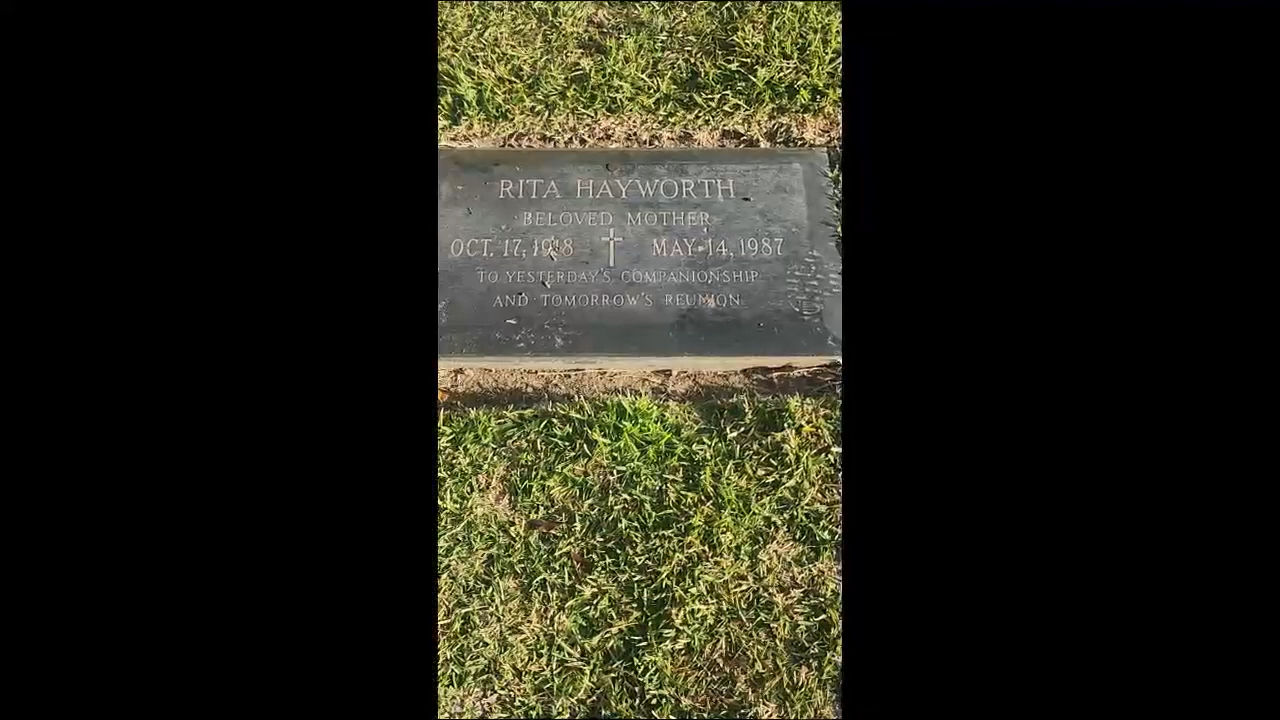 RITA HAYWORTH
BELOVED MOTHER
OCT. 17, 1918 MAY 14, 1987
TO YESTERDAY'S COMPANIONSHIP
AND TOMORROW'S REUNION